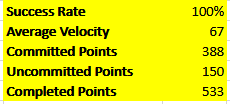 Success Rate 100%
Average Velocity 67
Committed Points 388
Uncommitted Points 150
Completed Points 533